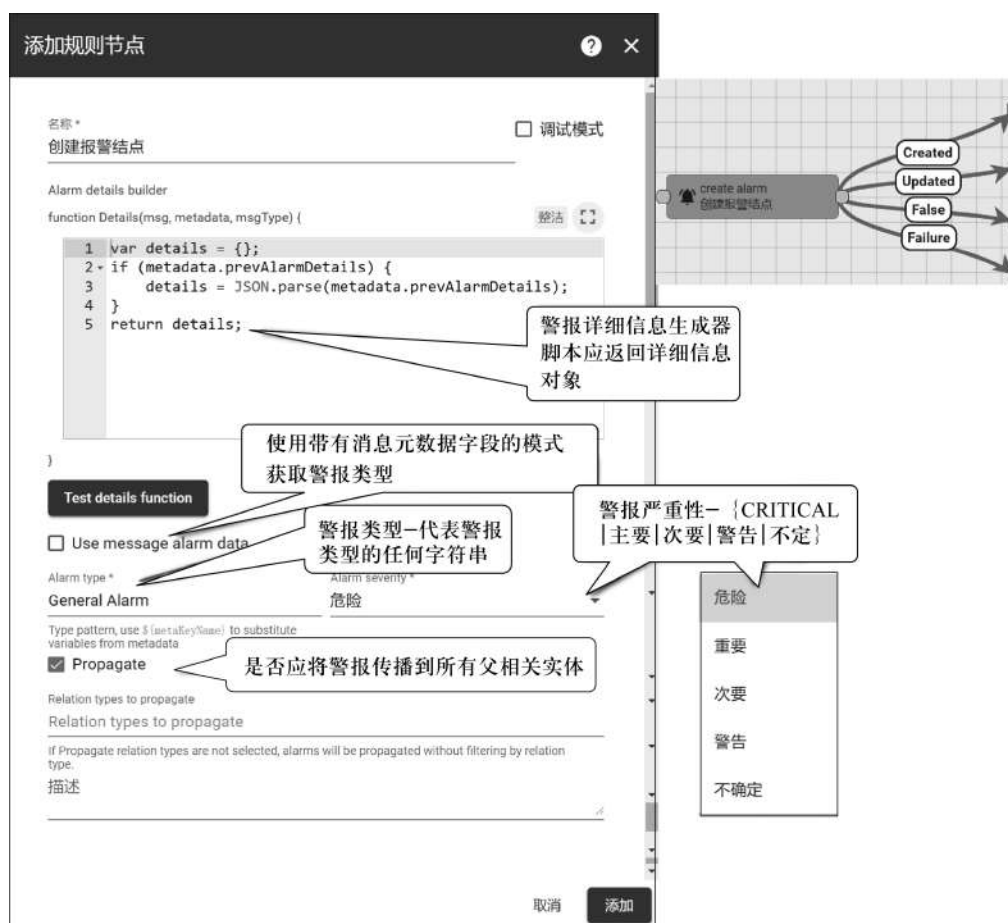 添加规则节点
名称 *
创建报警结点
调试模式
Alarm details builder
function Details(msg, metadata, msgType) {
整洁
1 var details = {};
2 if (metadata.prevAlarmDetails) {
3 details = JSON.parse(metadata.prevAlarmDetails);
4 }
5 return details;
警报详细信息生成器
脚本应返回详细信息
对象
}
使用带有消息元数据字段的模式
获取警报类型
Test details function
Use message alarm data
警报类型—代表警报
类型的任何字符串
警报严重性— {CRITICAL
|主要|次要|警告|不定}
Alarm type *
General Alarm
Alarm severity *
危险
Type pattern, use ${metaKeyName} to substitute
variables from metadata
Propagate
是否应将警报传播到所有父相关实体
Relation types to propagate
Relation types to propagate
If Propagate relation types are not selected, alarms will be propagated without filtering by relation
type.
描述
取消
添加
create alarm
创建报警结点
Created
Updated
False
Failure
危险
重要
次要
警告
不确定